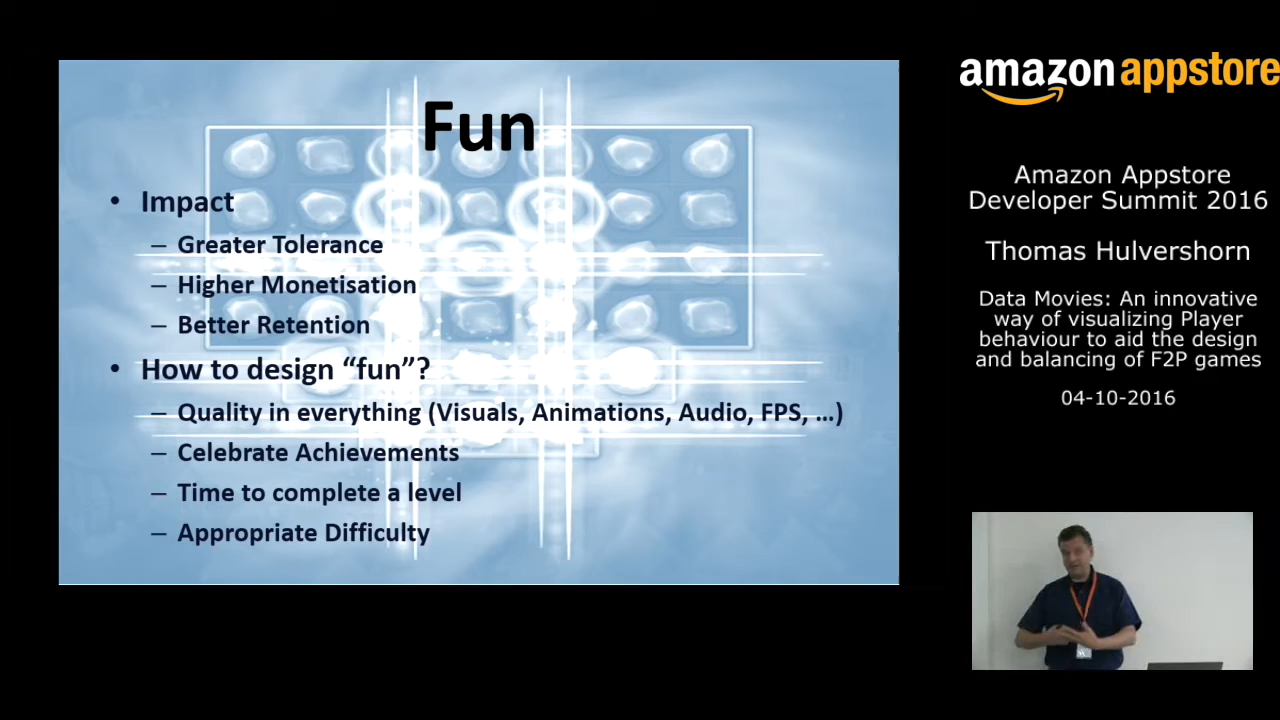 Fun
• Impact
– Greater Tolerance
– Higher Monetisation
– Better Retention
• How to design “fun”?
– Quality in everything (Visuals, Animations, Audio, FPS, …)
– Celebrate Achievements
– Time to complete a level
– Appropriate Difficulty
amazon appstore
Amazon Appstore
Developer Summit 2016
Thomas Hulvershorn
Data Movies: An innovative
way of visualizing Player
behaviour to aid the design
and balancing of F2P games
04-10-2016